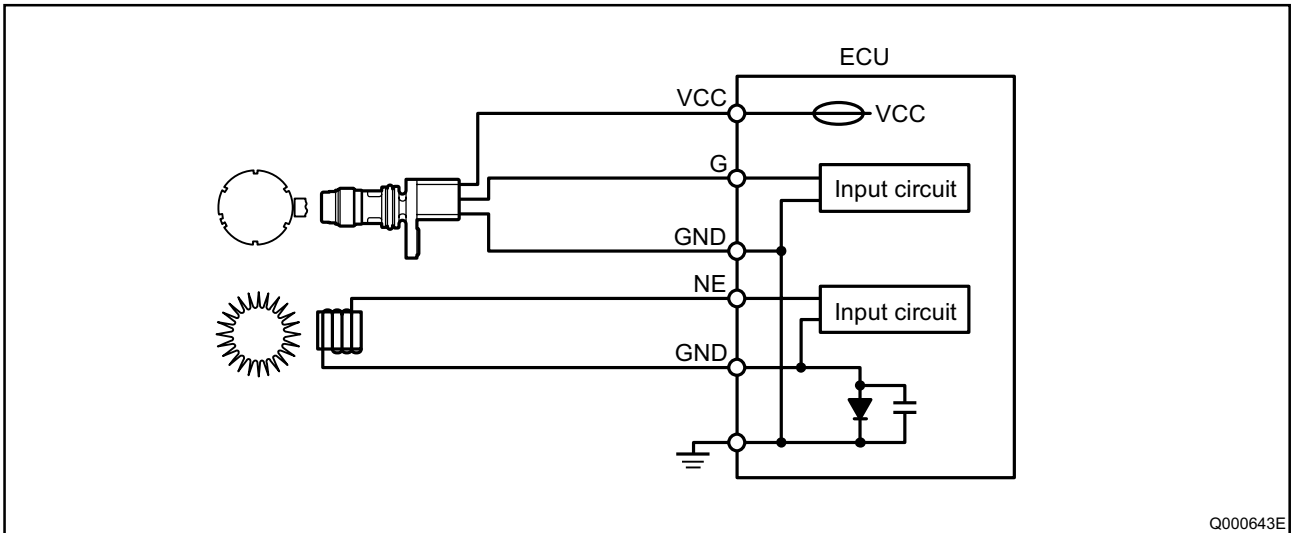 ECU
VCC
VCC
G
Input circuit
GND
NE
Input circuit
GND
Q000643E